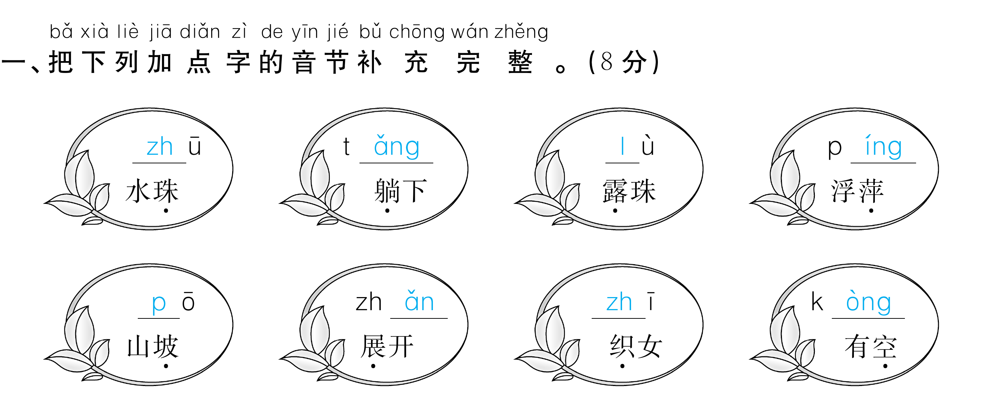 bǎ xià liè jiā diǎn zì de yīn jié bǔ chōng wán zhěng
一、把下列加点字的音节补充完整。(8分)
zh ū t ǎng l ù p íng
水珠 躺下 露珠 浮萍
p ō zh ǎn zh ī k òng
山坡 展开 织女 有空